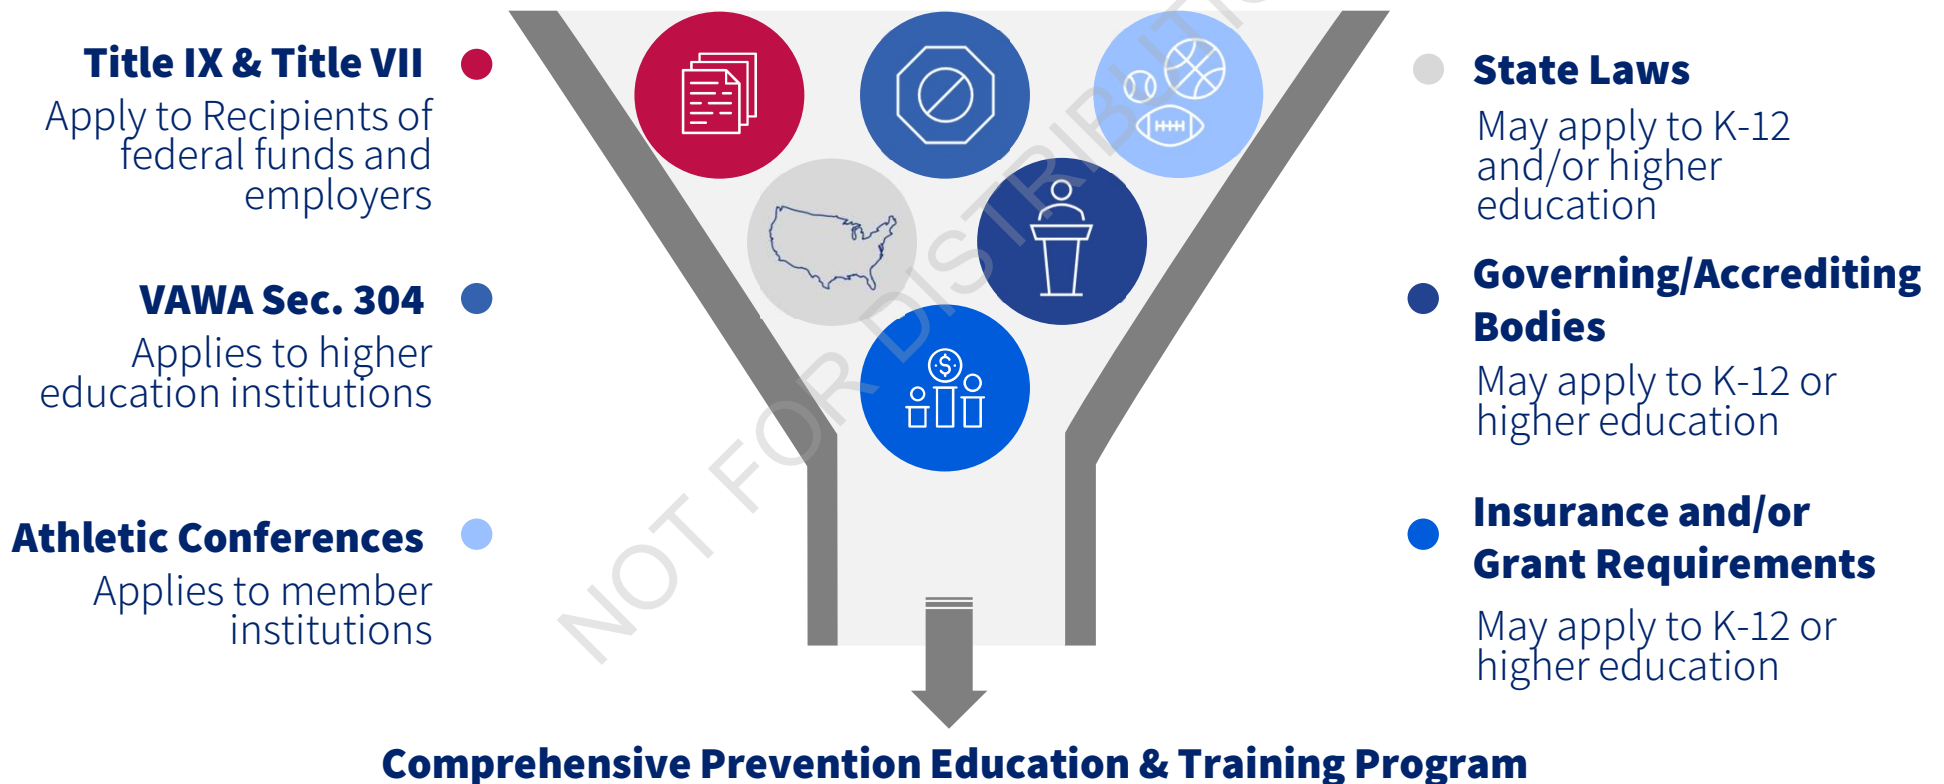 Title IX & Title VII
Apply to Recipients of
federal funds and
employers
VAWA Sec. 304
Applies to higher
education institutions
Athletic Conferences
Applies to member
institutions
State Laws
May apply to K-12
and/or higher
education
Governing/Accrediting
Bodies
May apply to K-12 or
higher education
Insurance and/or
Grant Requirements
May apply to K-12 or
higher education
NOT FOR DISTRIBUTIO
$
Comprehensive Prevention Education & Training Program